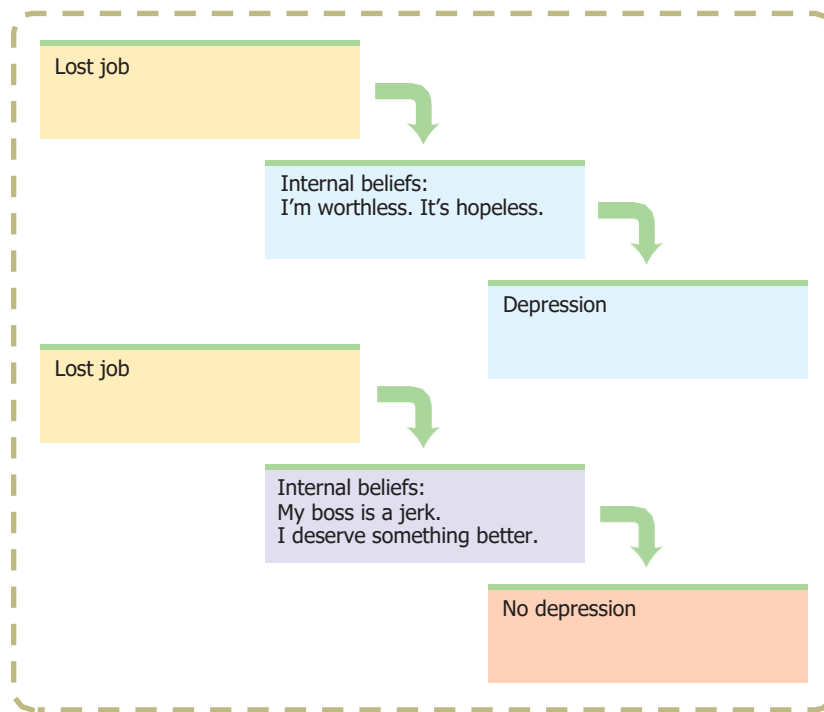 Lost job
Internal beliefs:
I’m worthless. It’s hopeless.
Depression
Lost job
Internal beliefs:
My boss is a jerk.
I deserve something better.
No depression